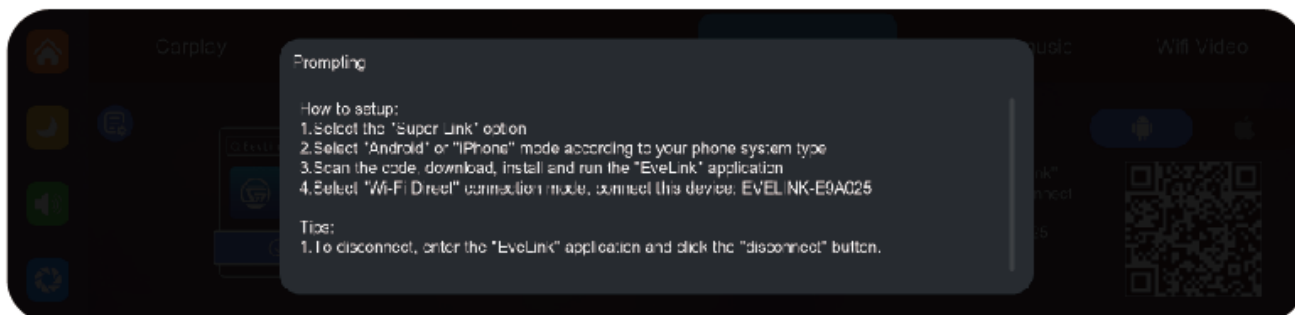 Carplay
Wifi Video
Prompting
How to setup:
1.Select the "Super Link" option
2.Select "Android" or "iPhone" mode according to your phone system type
3.Scan the code, download, install and run the "EveLink" application
4.Select "Wi-Fi Direct" connection mode, connect this device: EVELINK-E9A025
Tips:
1.To disconnect, enter the "EveLink" application and click the "disconnect" button.